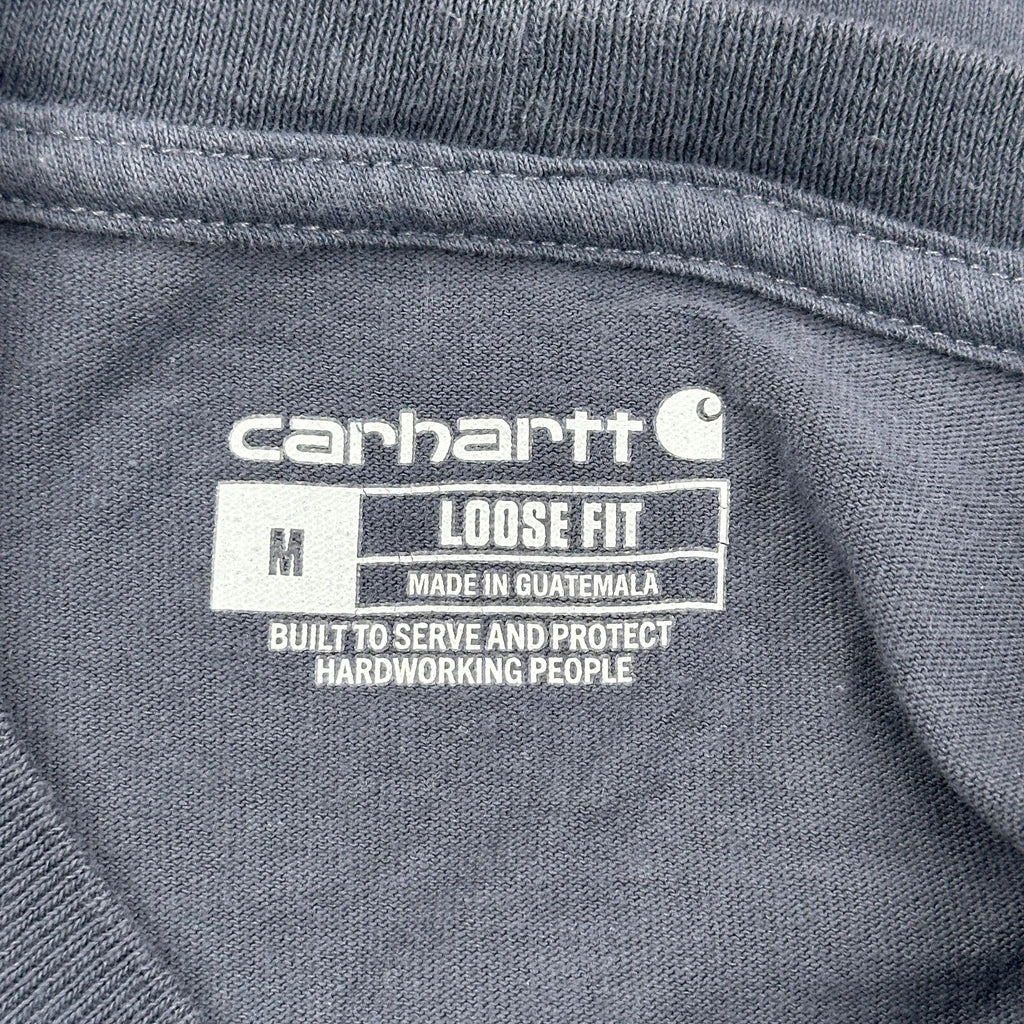 carhartt
M
LOOSE FIT
MADE IN GUATEMALA
BUILT TO SERVE AND PROTECT
HARDWORKING PEOPLE